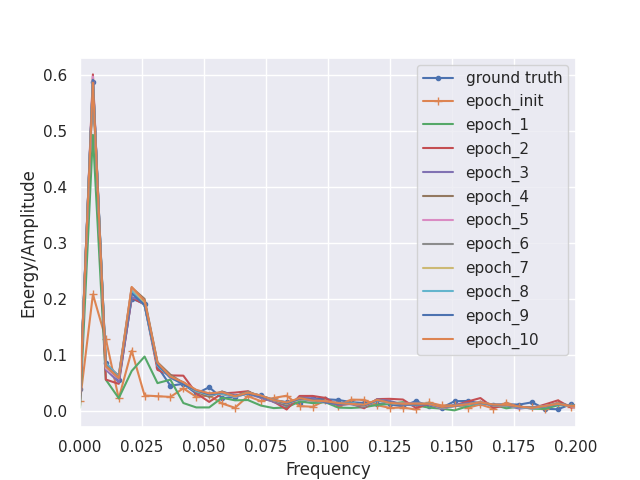 0.6
0.5
0.4
0.3
0.2
0.1
0.0
Energy/Amplitude
ground truth
epoch_init
epoch_1
epoch_2
epoch_3
epoch_4
epoch_5
epoch_6
epoch_7
epoch_8
epoch_9
epoch_10
0.000 0.025 0.050 0.075 0.100 0.125 0.150 0.175 0.200
Frequency